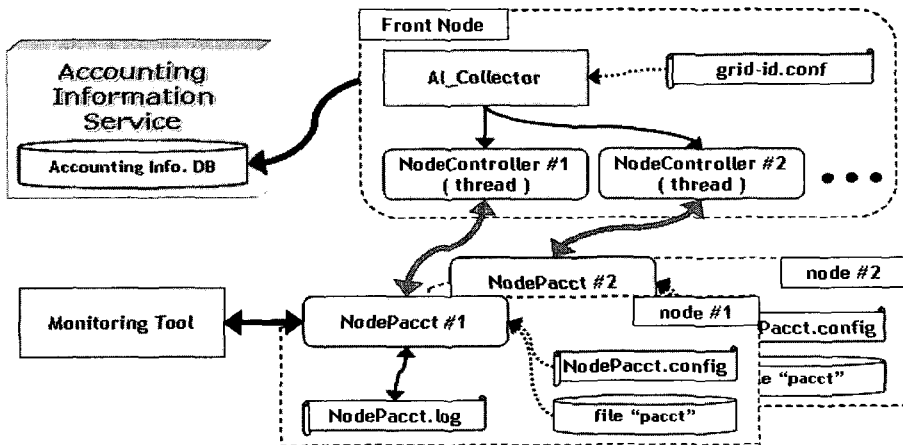 Front Node
Accounting
Information
Service
Accounting Info. DB
AI_Collector
grid-id.conf
NodeController #1
( thread )
NodeController #2
( thread )
NodePacct #2
node #2
Monitoring Tool
NodePacct #1
node #1
Pacct.config
NodePacct.config
e "pacct"
NodePacct.log
file "pacct"